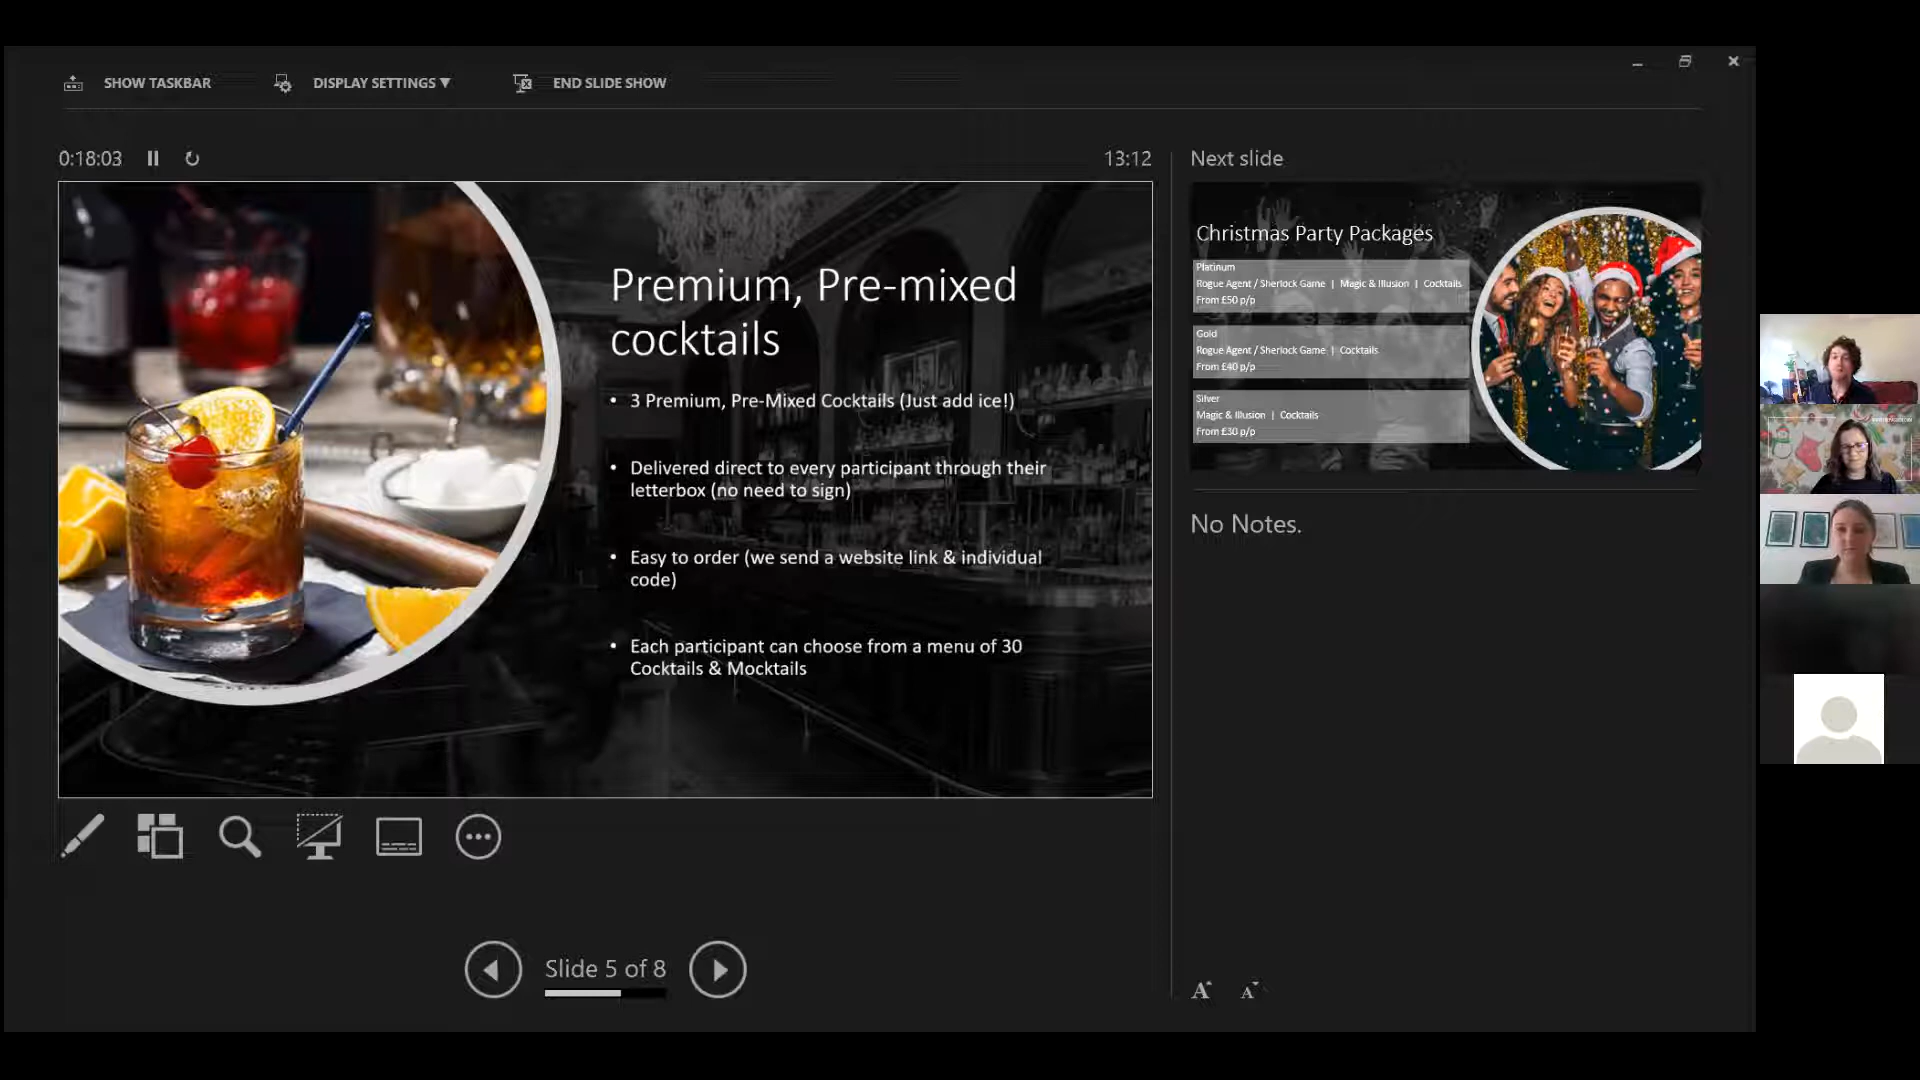 SHOW TASKBAR
DISPLAY SETTINGS ▼
END SLIDE SHOW
0:18:03
13:12
Next slide
Premium, Pre-mixed
cocktails
• 3 Premium, Pre-Mixed Cocktails (Just add ice!)
• Delivered direct to every participant through their
letterbox (no need to sign)
• Easy to order (we send a website link & individual
code)
• Each participant can choose from a menu of 30
Cocktails & Mocktails
Christmas Party Packages
Platinum
Rogue Agent / Sherlock Game | Magic & Illusion | Cocktails
From £50 p/p
Gold
Rogue Agent / Sherlock Game | Cocktails
From £40 p/p
Silver
Magic & Illusion | Cocktails
From £30 p/p
No Notes.
Slide 5 of 8
A A